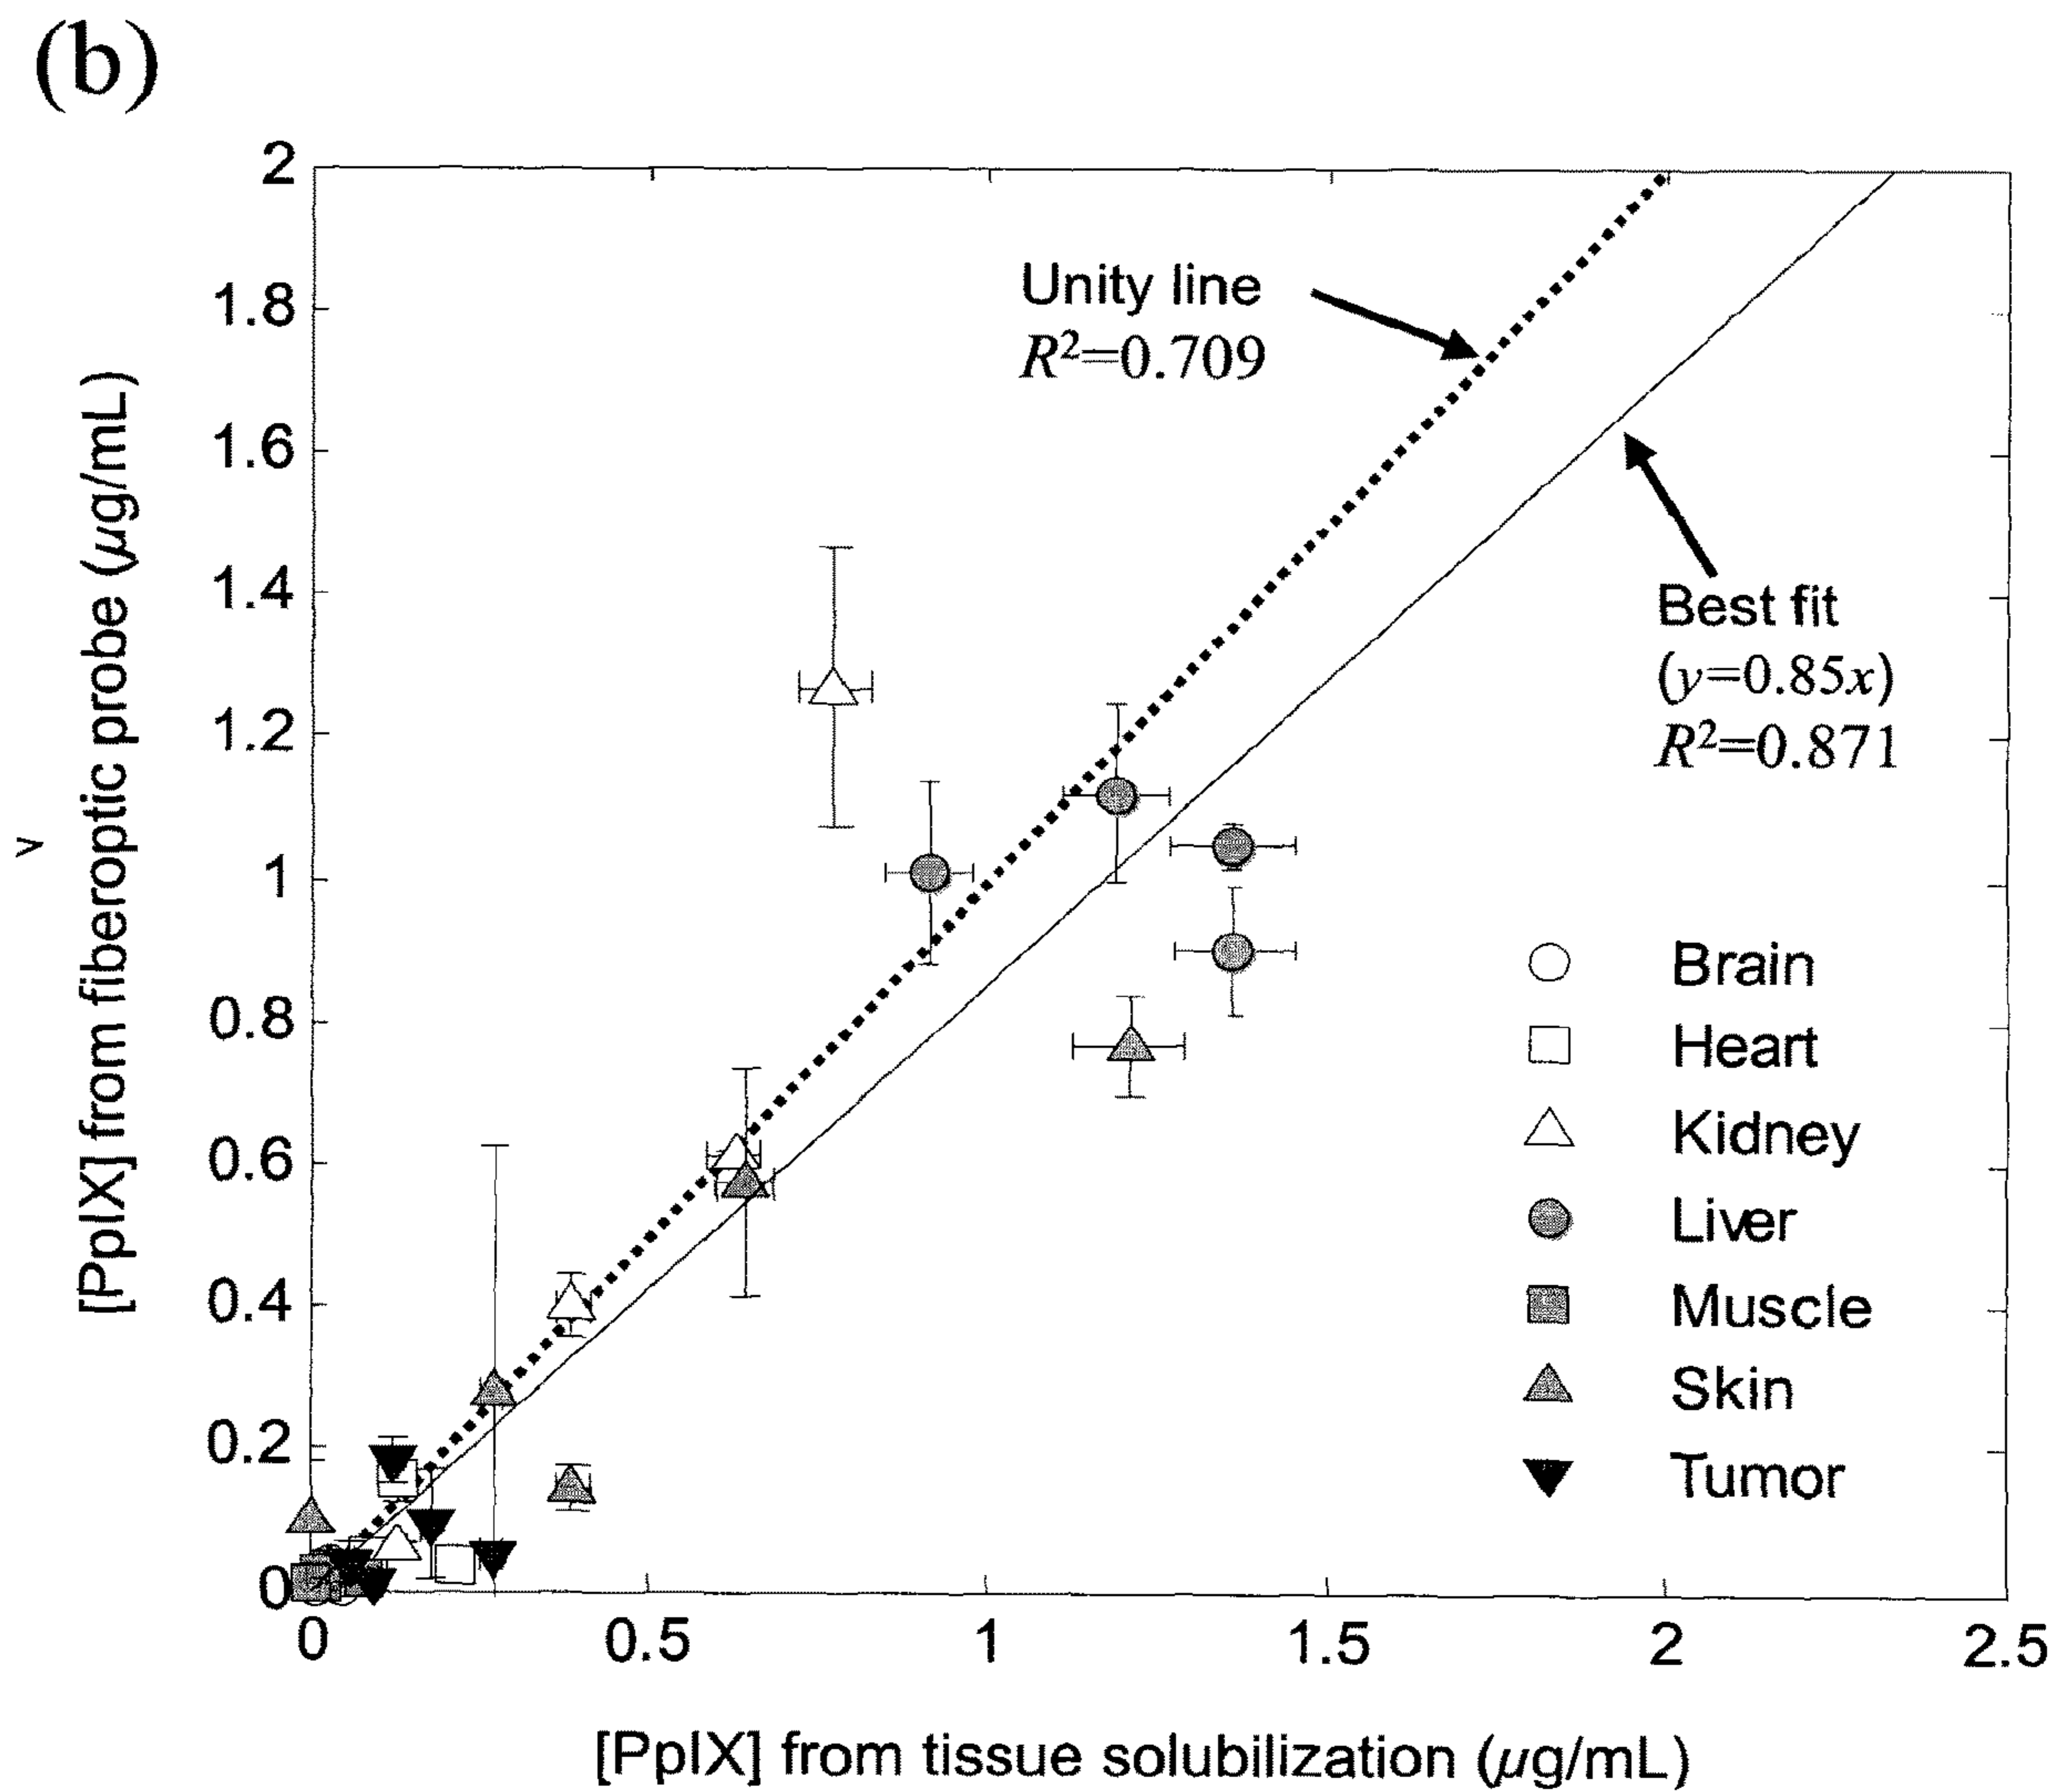 (b)
2
1.8
1.6
1.4
1.2
1
0.8
0.6
0.4
0.2
0
0
0.5
1
1.5
2
2.5
[PpIX] from fiberoptic probe (µg/mL)
v
[PpIX] from tissue solubilization (µg/mL)
Unity line
R²=0.709
Best fit
(y=0.85x)
R²=0.871
Brain
Heart
Kidney
Liver
Muscle
Skin
Tumor